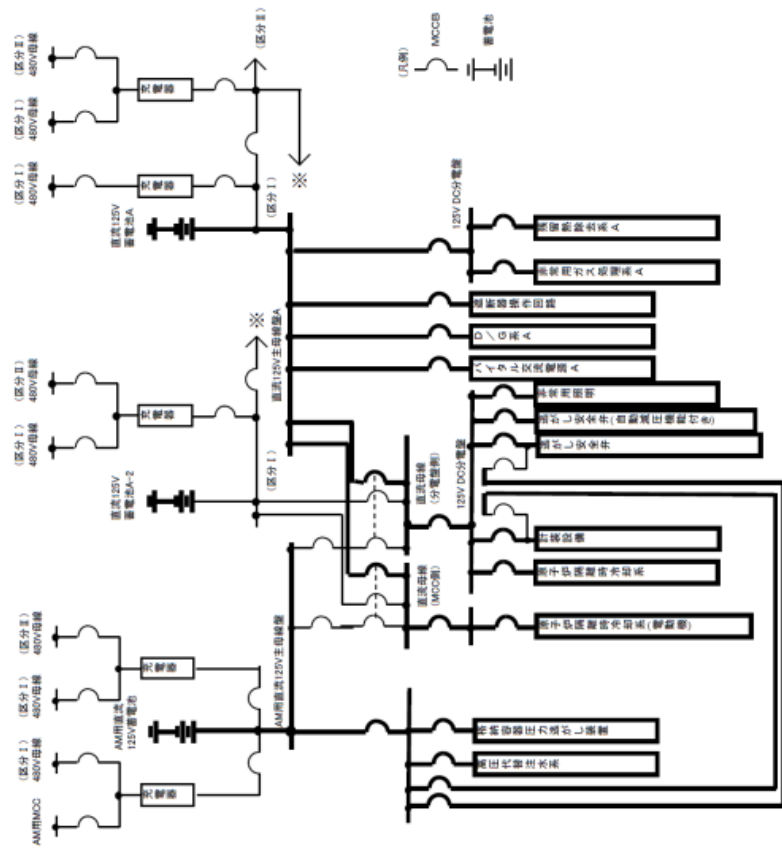 AM用MCC
(区分Ⅰ)
480V母線
(区分Ⅰ)
480V母線
(区分Ⅱ)
480V母線
充電器
充電器
AM用直流
125V蓄電池
AM用直流125V主母線盤
(区分Ⅰ)
480V母線
(区分Ⅱ)
480V母線
充電器
直流125V
蓄電池A-2
(区分Ⅰ)
※
(区分Ⅰ)
480V母線
(区分Ⅰ)
480V母線
(区分Ⅱ)
480V母線
充電器
充電器
直流125V
蓄電池A
(区分Ⅰ)
(区分Ⅱ)
※
直流125V主母線盤A
直流母線
(MCC側)
直流母線
(分電盤側)
125V DC分電盤
125V DC分電盤
格納容器圧力逃がし装置
高圧代替注水系
原子炉隔離時冷却系(電動機)
原子炉隔離時冷却系
計装設備
逃がし安全弁
逃がし安全弁(自動減圧機能付き)
非常用照明
バイタル交流電源A
D/G系A
遮断器操作回路
非常用ガス処理系A
残留熱除去系A
(凡例)
MCCB
蓄電池